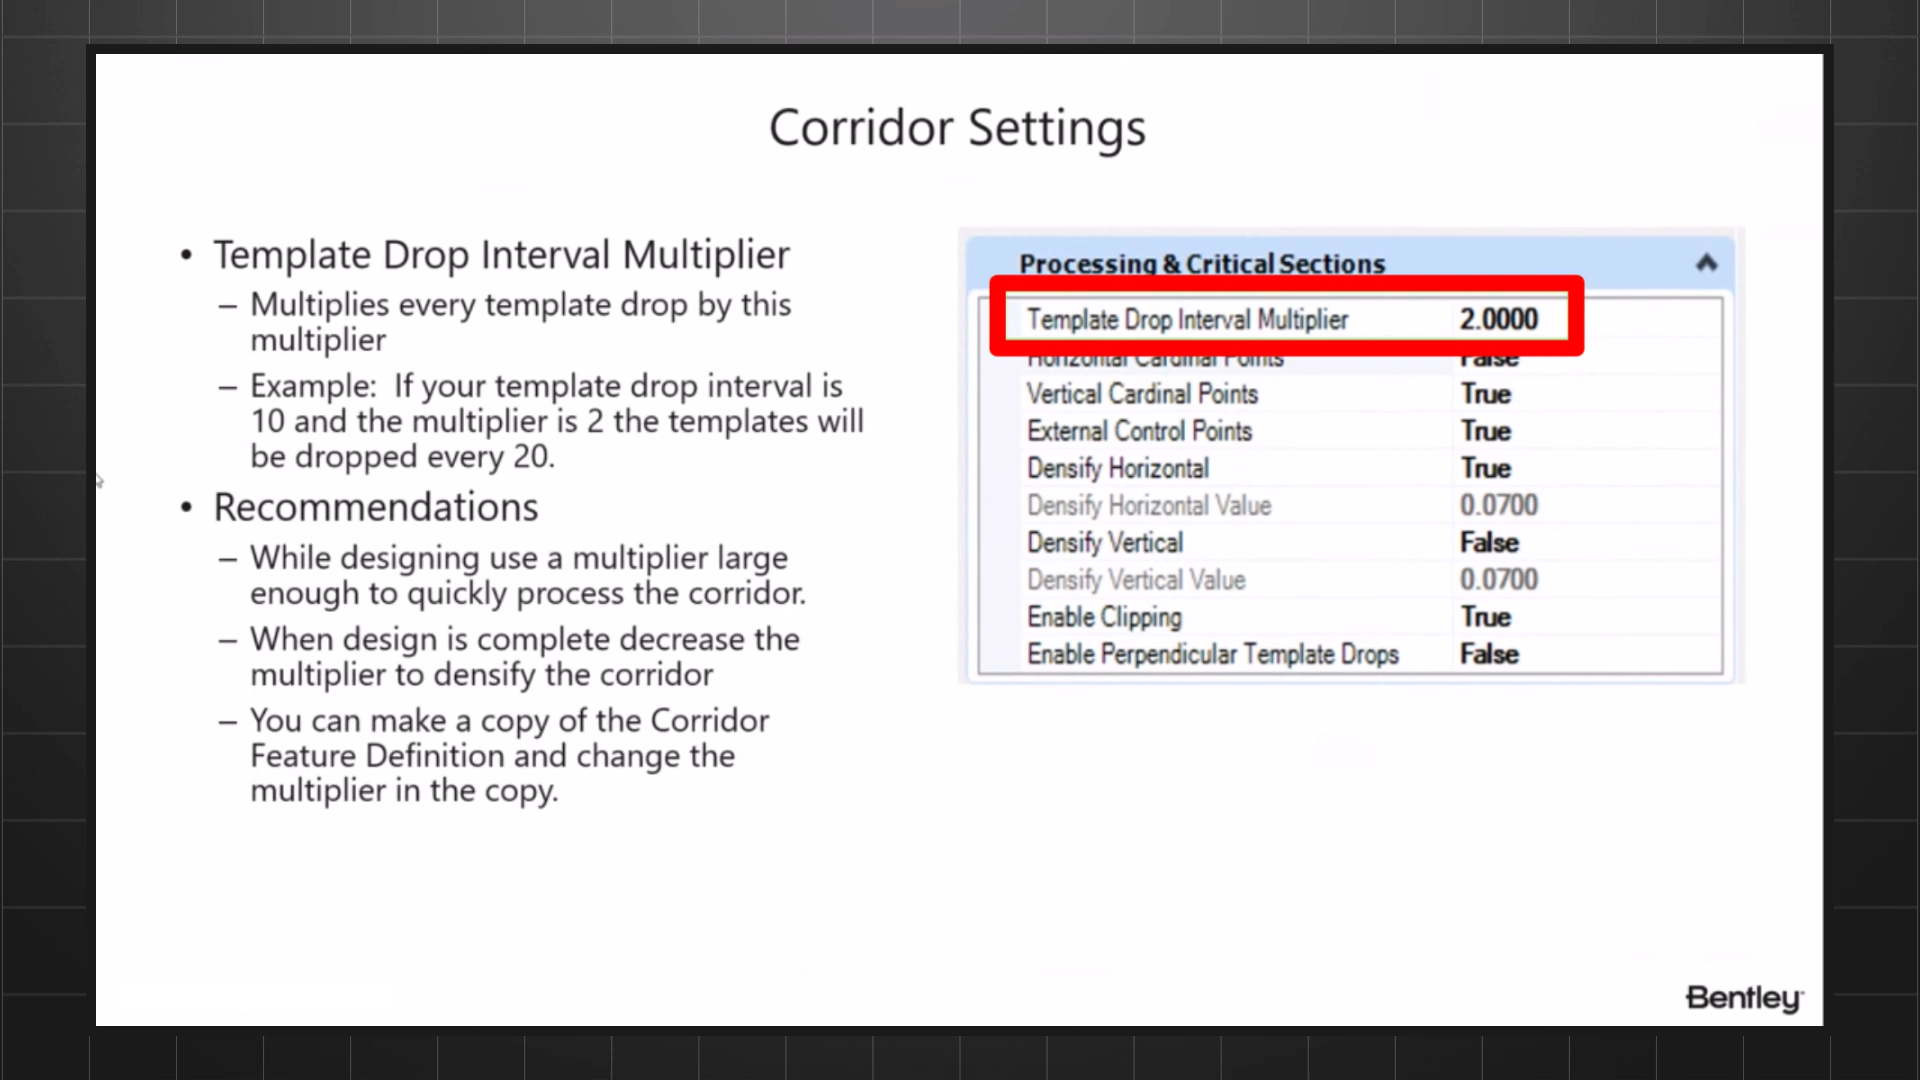 Corridor Settings
• Template Drop Interval Multiplier
– Multiplies every template drop by this
multiplier
– Example: If your template drop interval is
10 and the multiplier is 2 the templates will
be dropped every 20.
• Recommendations
– While designing use a multiplier large
enough to quickly process the corridor.
– When design is complete decrease the
multiplier to densify the corridor
– You can make a copy of the Corridor
Feature Definition and change the
multiplier in the copy.
Processing & Critical Sections
Template Drop Interval Multiplier 2.0000
Horizontal Cardinal Points False
Vertical Cardinal Points True
External Control Points True
Densify Horizontal True
Densify Horizontal Value 0.0700
Densify Vertical False
Densify Vertical Value 0.0700
Enable Clipping True
Enable Perpendicular Template Drops False
Bentley